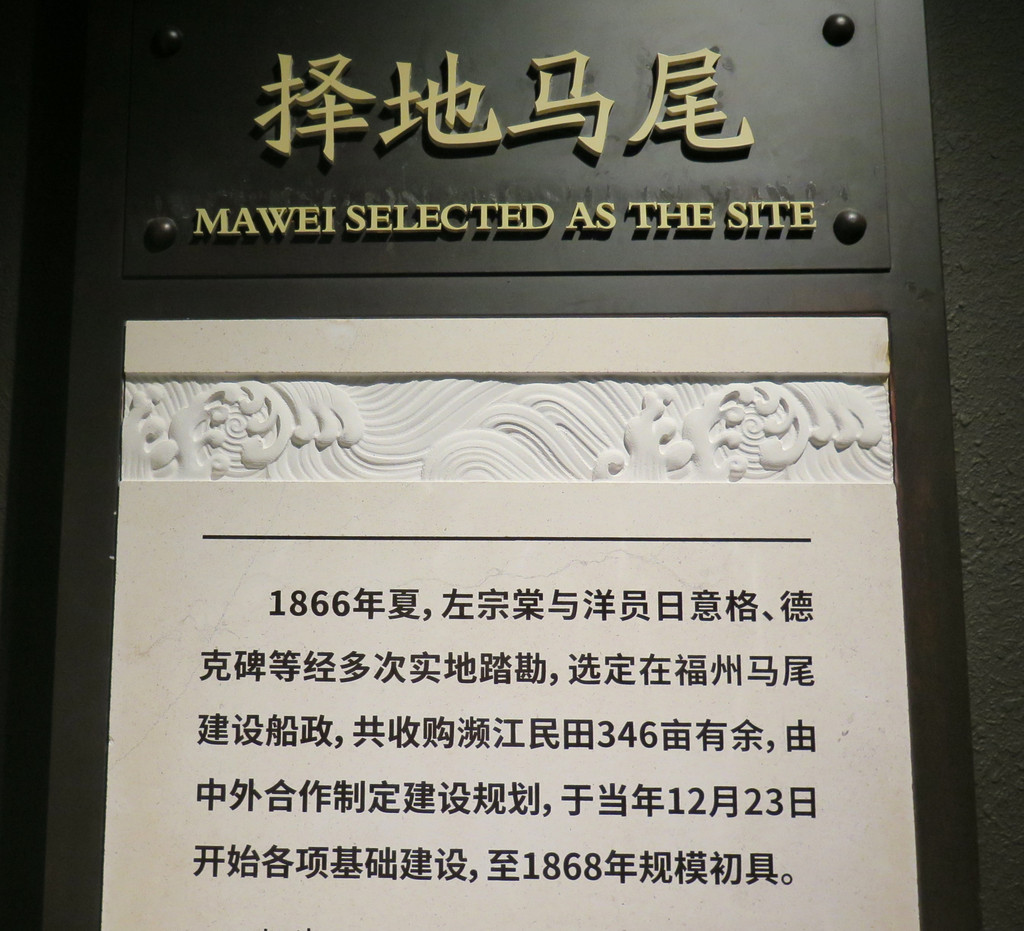 择地马尾
MAWEI SELECTED AS THE SITE
1866年夏,左宗棠与洋员日意格、德
克碑等经多次实地踏勘,选定在福州马尾
建设船政,共收购濒江民田346亩有余,由
中外合作制定建设规划,于当年12月23日
开始各项基础建设,至1868年规模初具。